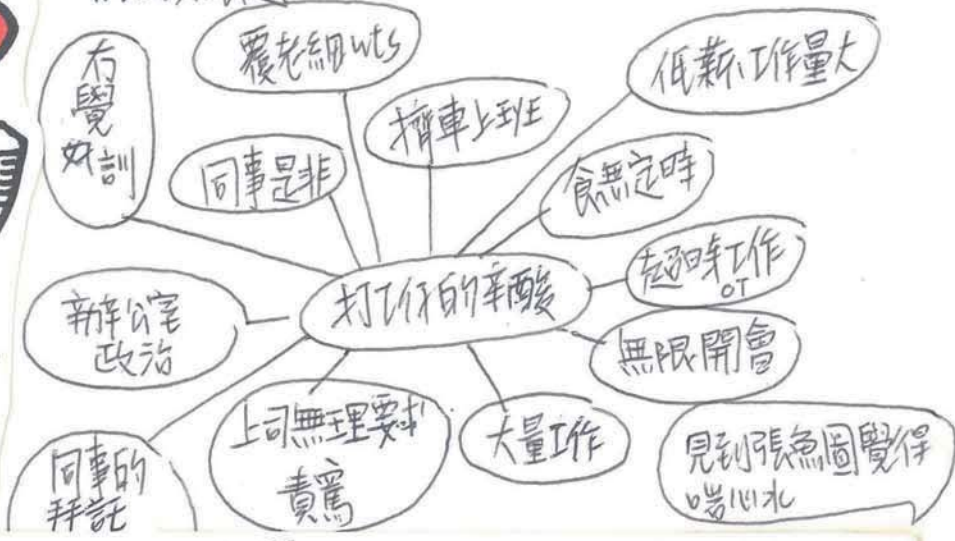 覆老細wts
低薪工作量大
冇
覺
好
訓
擠車上班
同事是非
食無定時
超時工作
OT
打工仔的辛酸
辦公室
政治
無限開會
上司無理要求
責罵
大量工作
同事的
拜託
見到張魚圖覺得
啱心水